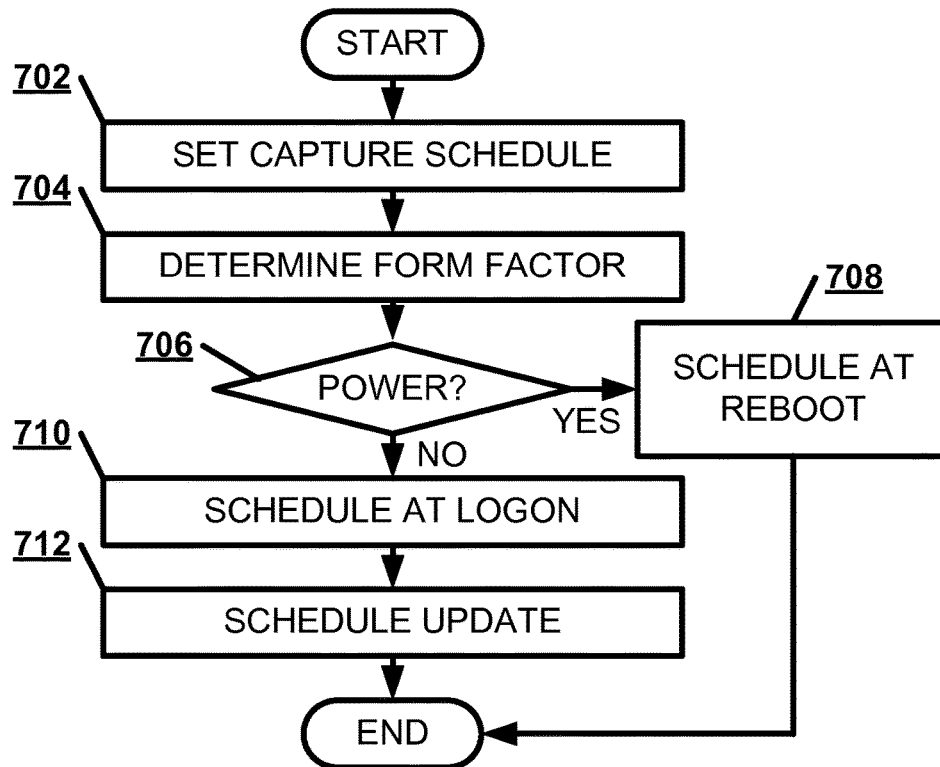 START
702
SET CAPTURE SCHEDULE
704
DETERMINE FORM FACTOR
706
POWER?
YES
NO
708
SCHEDULE AT
REBOOT
710
SCHEDULE AT LOGON
712
SCHEDULE UPDATE
END